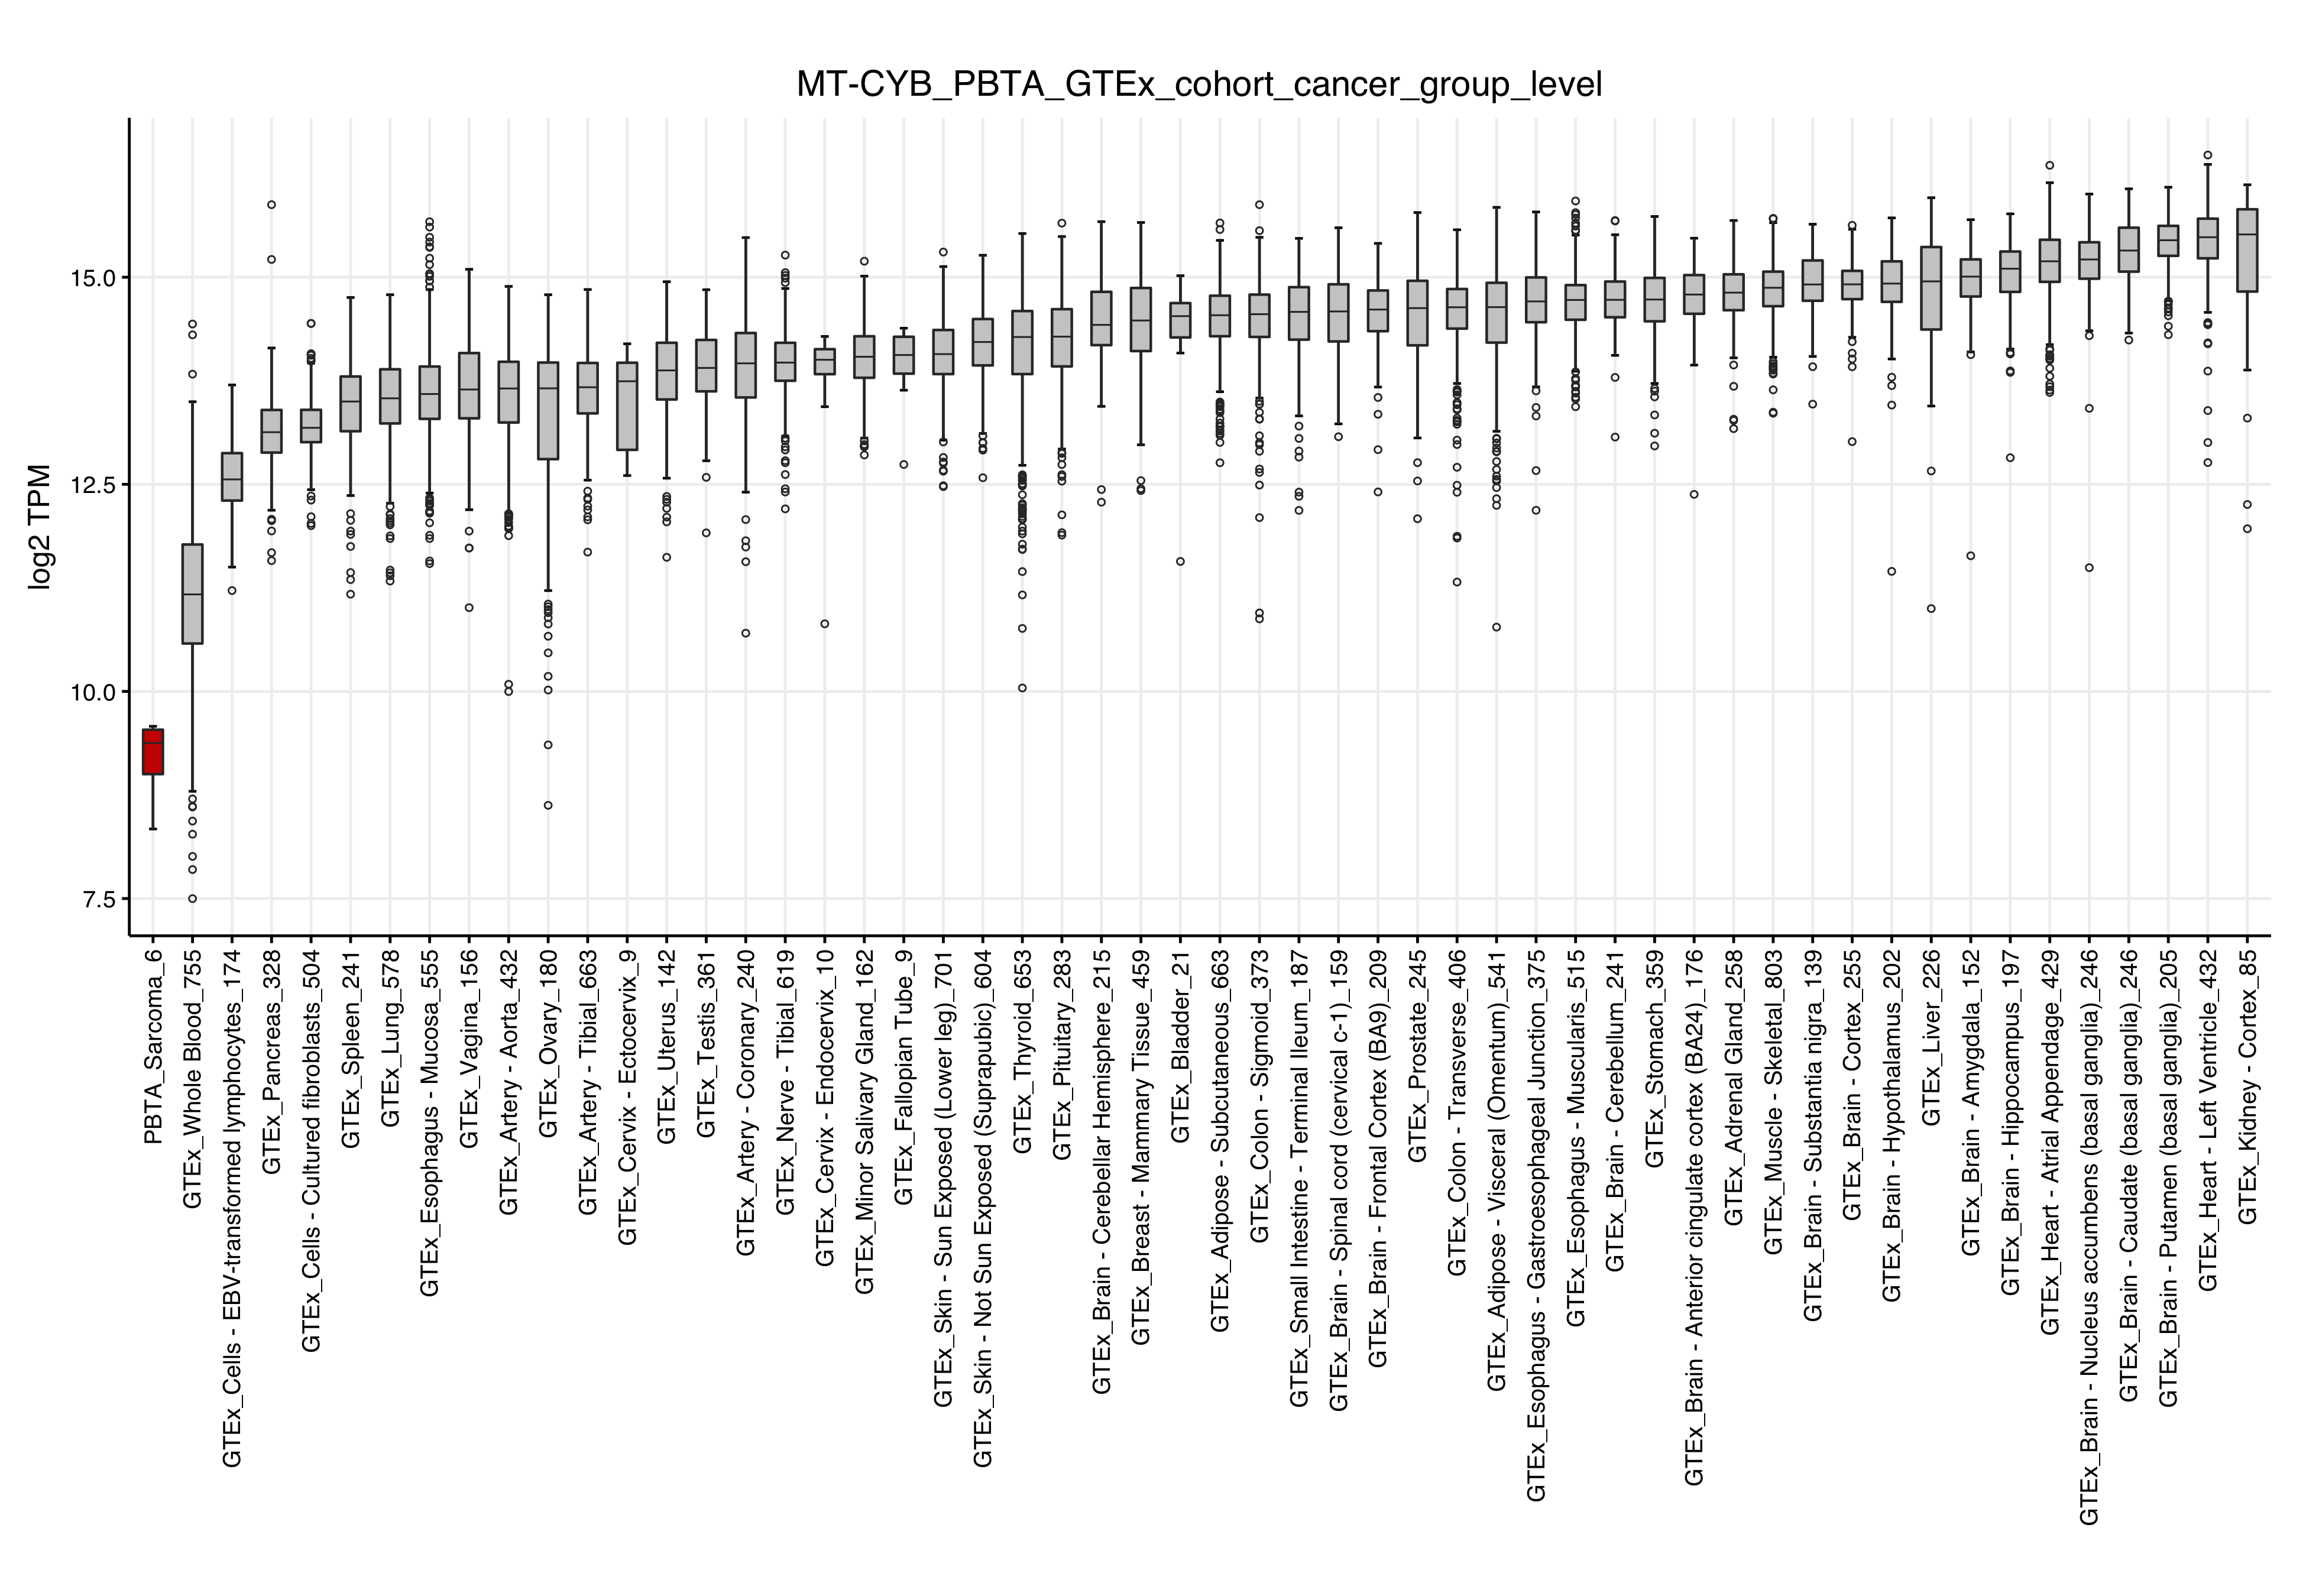 MT-CYB_PBTA_GTEx_cohort_cancer_group_level
log2 TPM
15.0
12.5
10.0
7.5
PBTA_Sarcoma_6
GTEx_Whole Blood_755
GTEx_Cells - EBV-transformed lymphocytes_174
GTEx_Pancreas_328
GTEx_Cells - Cultured fibroblasts_504
GTEx_Spleen_241
GTEx_Lung_578
GTEx_Esophagus - Mucosa_555
GTEx_Vagina_156
GTEx_Artery - Aorta_432
GTEx_Ovary_180
GTEx_Artery - Tibial_663
GTEx_Cervix - Ectocervix_9
GTEx_Uterus_142
GTEx_Testis_361
GTEx_Artery - Coronary_240
GTEx_Nerve - Tibial_619
GTEx_Cervix - Endocervix_10
GTEx_Minor Salivary Gland_162
GTEx_Fallopian Tube_9
GTEx_Skin - Sun Exposed (Lower leg)_701
GTEx_Skin - Not Sun Exposed (Suprapubic)_604
GTEx_Thyroid_653
GTEx_Pituitary_283
GTEx_Brain - Cerebellar Hemisphere_215
GTEx_Breast - Mammary Tissue_459
GTEx_Bladder_21
GTEx_Adipose - Subcutaneous_663
GTEx_Colon - Sigmoid_373
GTEx_Small Intestine - Terminal Ileum_187
GTEx_Brain - Spinal cord (cervical c-1)_159
GTEx_Brain - Frontal Cortex (BA9)_209
GTEx_Prostate_245
GTEx_Colon - Transverse_406
GTEx_Adipose - Visceral (Omentum)_541
GTEx_Esophagus - Gastroesophageal Junction_375
GTEx_Esophagus - Muscularis_515
GTEx_Brain - Cerebellum_241
GTEx_Stomach_359
GTEx_Brain - Anterior cingulate cortex (BA24)_176
GTEx_Adrenal Gland_258
GTEx_Muscle - Skeletal_803
GTEx_Brain - Substantia nigra_139
GTEx_Brain - Cortex_255
GTEx_Brain - Hypothalamus_202
GTEx_Liver_226
GTEx_Brain - Amygdala_152
GTEx_Brain - Hippocampus_197
GTEx_Heart - Atrial Appendage_429
GTEx_Brain - Nucleus accumbens (basal ganglia)_246
GTEx_Brain - Caudate (basal ganglia)_246
GTEx_Brain - Putamen (basal ganglia)_205
GTEx_Heart - Left Ventricle_432
GTEx_Kidney - Cortex_85